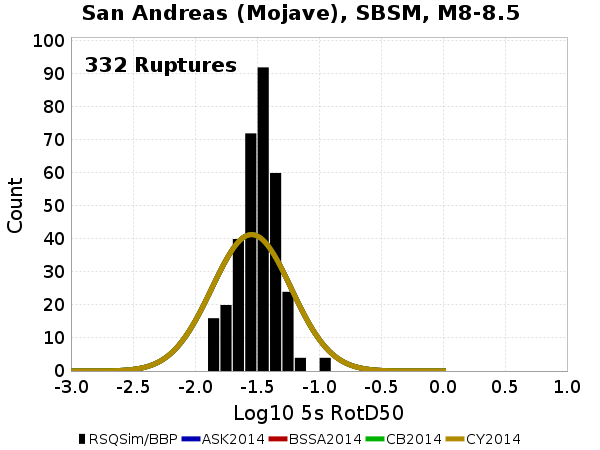 San Andreas (Mojave), SBSM, M8-8.5
332 Ruptures
100
90
80
70
60
50
40
30
20
10
0
Count
-3.0 -2.5 -2.0 -1.5 -1.0 -0.5 0.0 0.5 1.0
Log10 5s RotD50
RSQSim/BBP ASK2014 BSSA2014 CB2014 CY2014